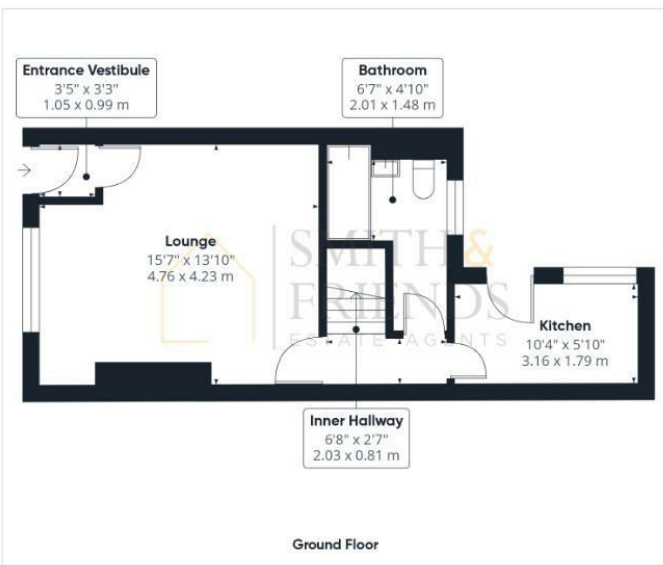 Entrance Vestibule
3'5" x 3'3"
1.05 x 0.99 m
Bathroom
6'7" x 4'10"
2.01 x 1.48 m
Lounge
15'7" x 13'10"
4.76 x 4.23 m
SMITH &
FRIENDS
ESTATE AGENTS
Kitchen
10'4" x 5'10"
3.16 x 1.79 m
Inner Hallway
6'8" x 2'7"
2.03 x 0.81 m
Ground Floor